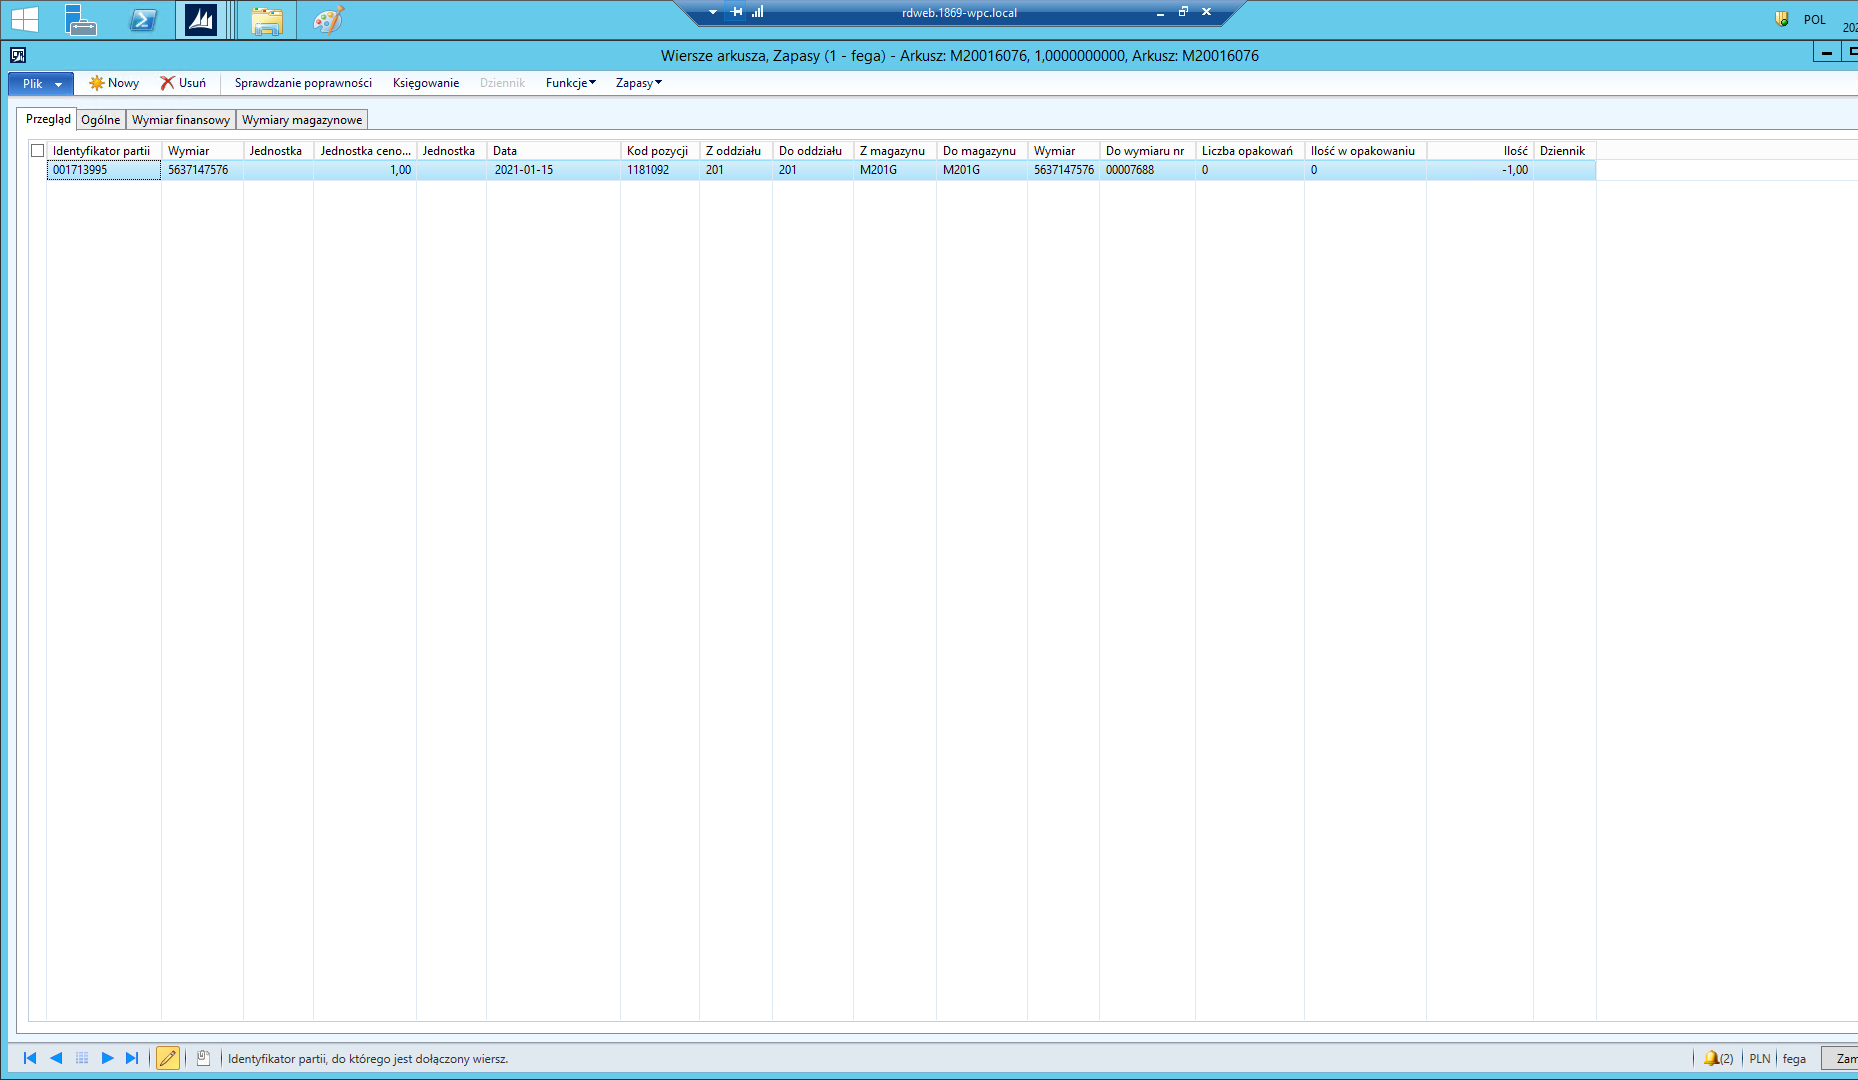 rdweb.1869-wpc.local
POL
202
Wiersze arkusza, Zapasy (1 - fega) - Arkusz: M20016076, 1,0000000000, Arkusz: M20016076
Plik Nowy Usuń Sprawdzanie poprawności Księgowanie Dziennik Funkcje Zapasy
Przegląd Ogólne Wymiar finansowy Wymiary magazynowe
Identyfikator partii Wymiar Jednostka Jednostka ceno... Jednostka Data Kod pozycji Z oddziału Do oddziału Z magazynu Do magazynu Wymiar Do wymiaru nr Liczba opakowań Ilość w opakowaniu Ilość Dziennik
001713995 5637147576 1,00 2021-01-15 1181092 201 201 M201G M201G 5637147576 00007688 0 0 -1,00
Identyfikator partii, do którego jest dołączony wiersz. (2) PLN fega Zam